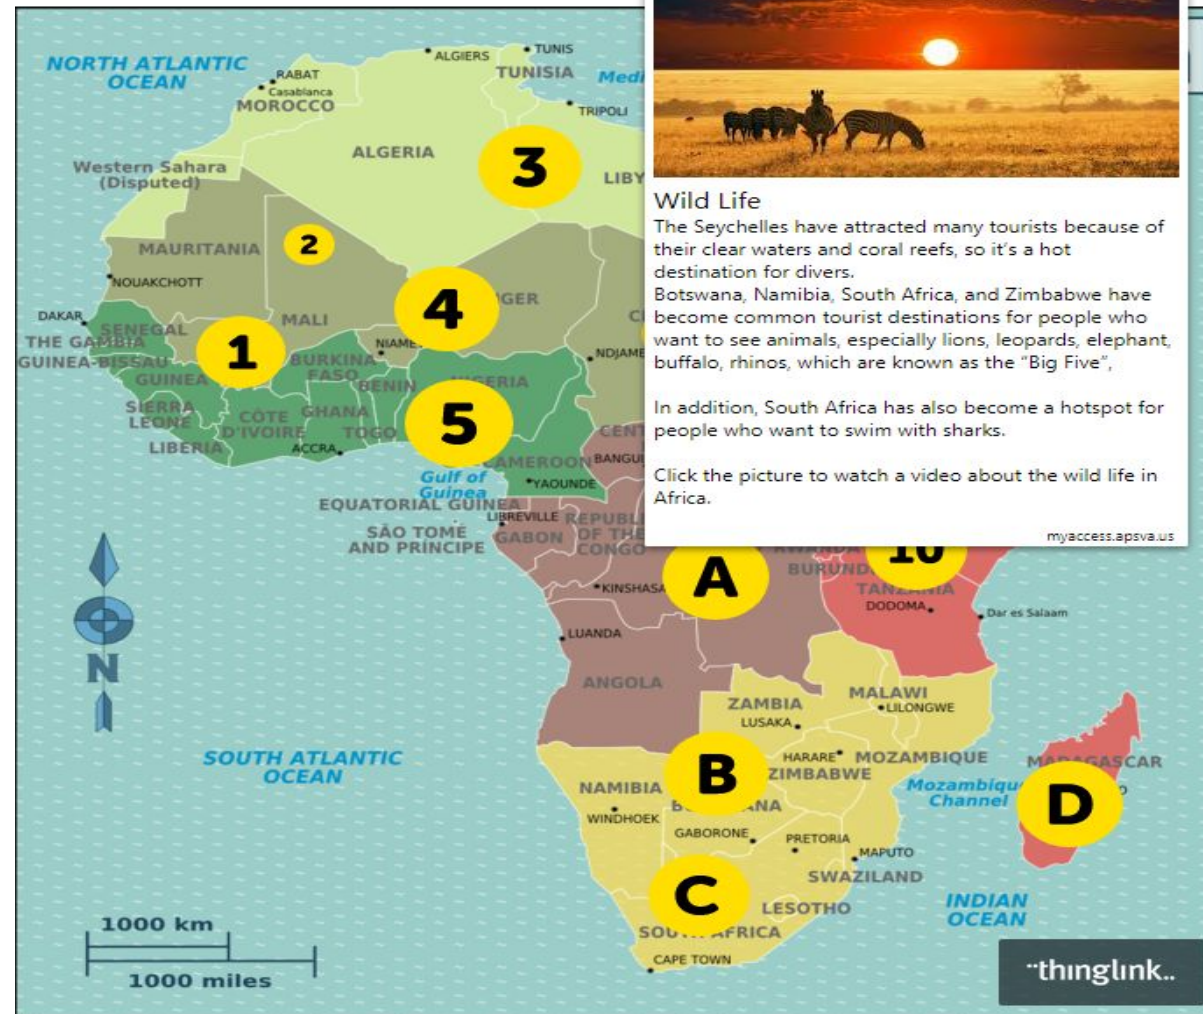 NORTH ATLANTIC
OCEAN
ALGIERS
TUNIS
TUNISIA
RABAT
Casablanca
MOROCCO
TRIPOLI
ALGERIA
3
Western Sahara
(Disputed)
MAURITANIA
2
NOUAKCHOTT
4
DAKAR
SENEGAL
MALI
THE GAMBIA
1
GUINEA-BISSAU
BURKINA
FASO
GUINEA
BENIN
SIERRA
LEONE
CÔTE
D'IVOIRE
GHANA
TOGO
5
LIBERIA
ACCRA
CAMEROON
Gulf of
Guinea
YAOUNDE
EQUATORIAL GUINEA
LIBREVILLE
SÃO TOMÉ
AND PRÍNCIPE
GABON
OF THE
CONGO
Wild Life
The Seychelles have attracted many tourists because of
their clear waters and coral reefs, so it's a hot
destination for divers.
Botswana, Namibia, South Africa, and Zimbabwe have
become common tourist destinations for people who
want to see animals, especially lions, leopards, elephant,
buffalo, rhinos, which are known as the "Big Five",
In addition, South Africa has also become a hotspot for
people who want to swim with sharks.
Click the picture to watch a video about the wild life in
Africa.
myaccess.apsva.us
10
A
KINSHASA
TANZANIA
DODOMA
Dar es Salaam
LUANDA
ANGOLA
ZAMBIA
LUSAKA
MALAWI
LILONGWE
SOUTH ATLANTIC
OCEAN
B
HARARE
ZIMBABWE
MOZAMBIQUE
MADAGASCAR
NAMIBIA
WINDHOEK
Channel
D
GABORONE
PRETORIA
MAPUTO
SWAZILAND
C
LESOTHO
INDIAN
OCEAN
CAPE TOWN
N
1000 km
1000 miles
thinglink..